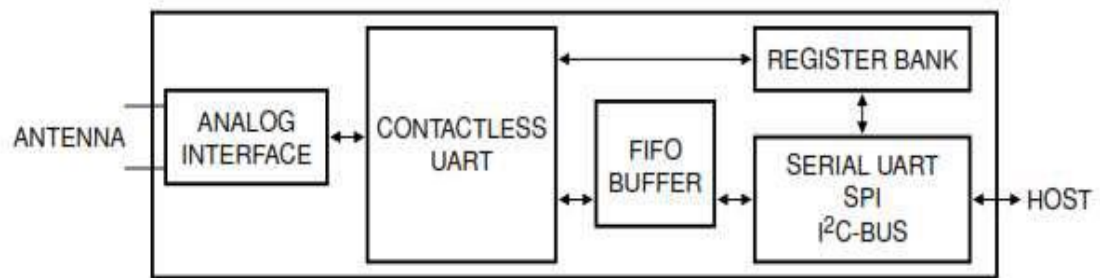 ANTENNA
ANALOG
INTERFACE
CONTACTLESS
UART
FIFO
BUFFER
REGISTER BANK
SERIAL UART
SPI
I²C-BUS
HOST